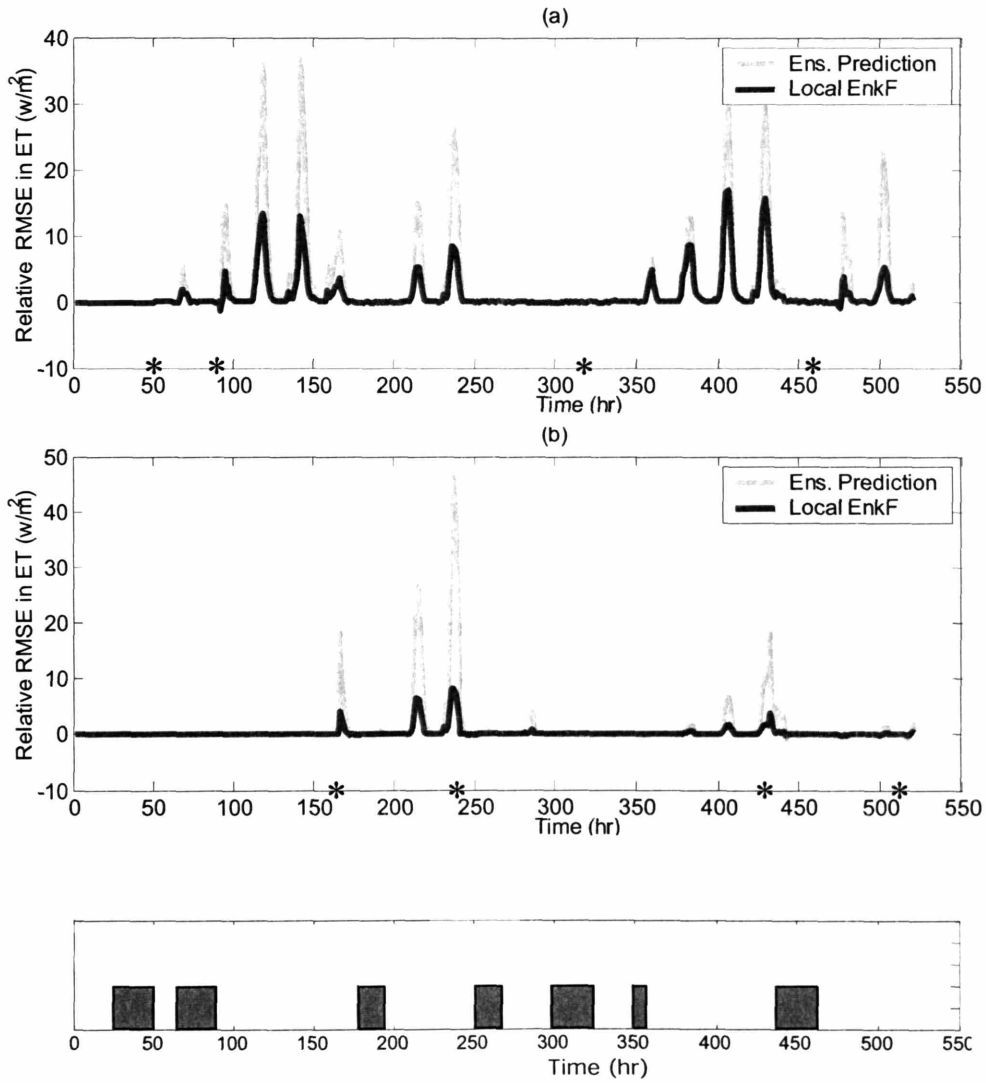 (a)
Relative RMSE in ET (w/m²)
40
30
20
10
0
-10
Ens. Prediction
Local EnkF
* * * *
0 50 100 150 200 250 300 350 400 450 500 550
Time (hr)
(b)
Relative RMSE in ET (w/m²)
50
40
30
20
10
0
-10
Ens. Prediction
Local EnkF
* * * *
0 50 100 150 200 250 300 350 400 450 500 550
Time (hr)
0 50 100 150 200 250 300 350 400 450 500 550
Time (hr)